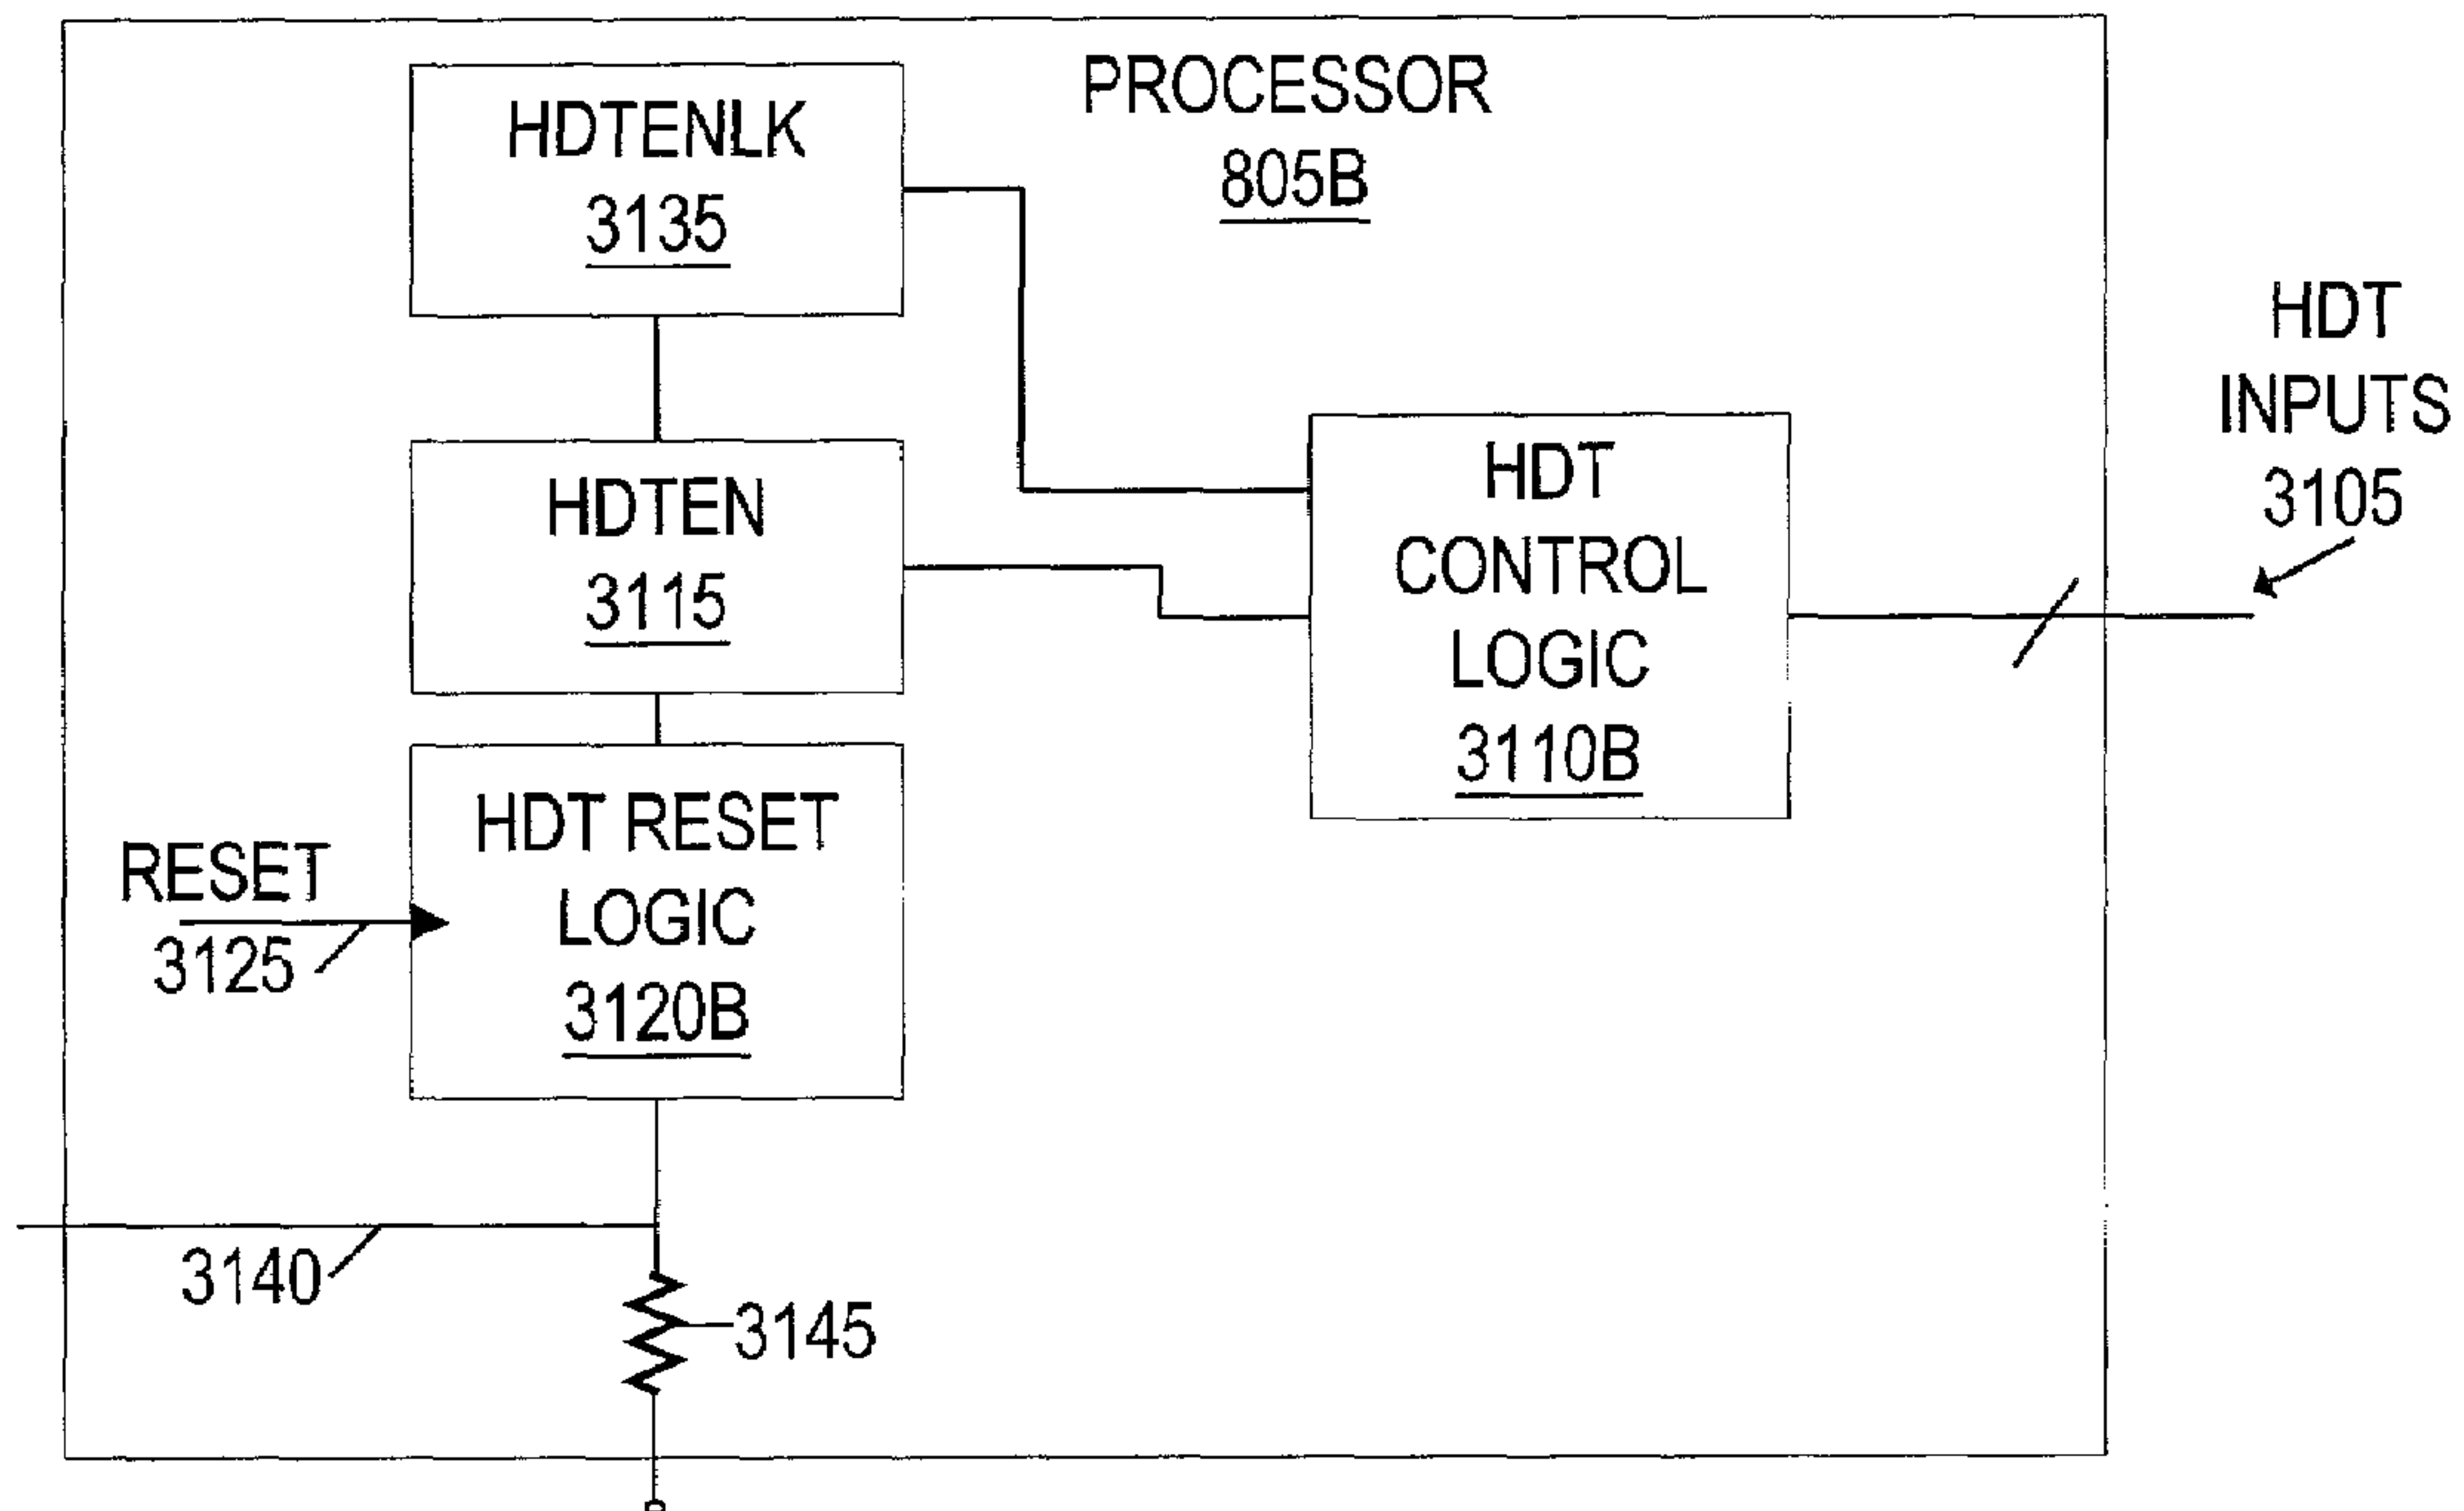 PROCESSOR
805B
HDTENLK
3135
HDTEN
3115
HDT RESET
LOGIC
3120B
RESET
3125
HDT
CONTROL
LOGIC
3110B
HDT
INPUTS
3105
3140
3145